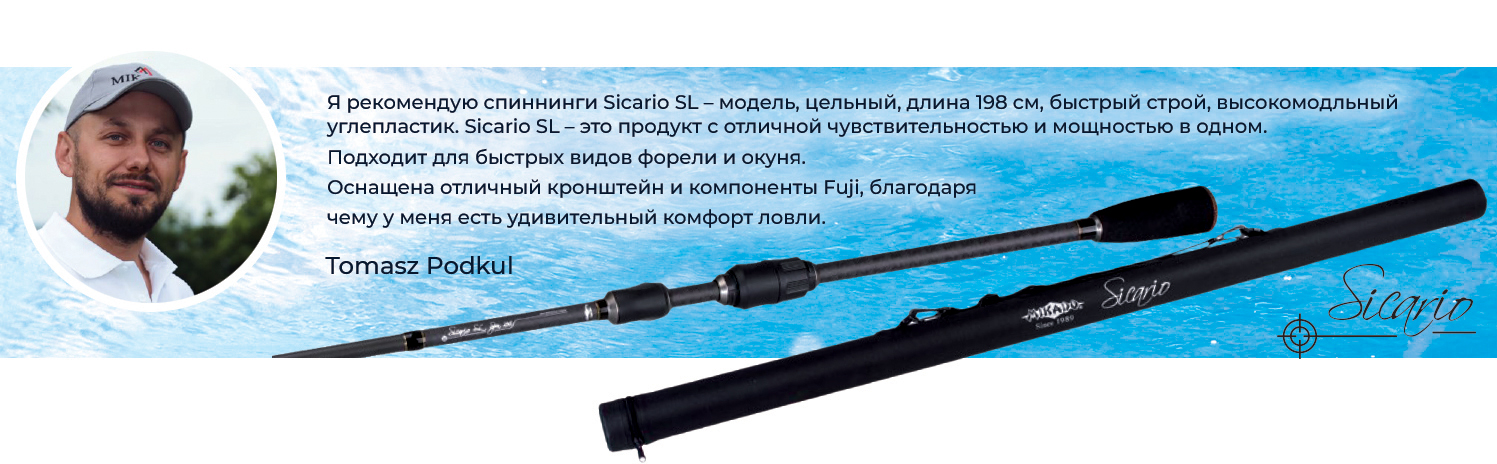 MIK
Я рекомендую спиннинги Sicario SL – модель, цельный, длина 198 см, быстрый строй, высокомодльный
углепластик. Sicario SL – это продукт с отличной чувствительностью и мощностью в одном.
Подходит для быстрых видов форели и окуня.
Оснащена отличный кронштейн и компоненты Fuji, благодаря
чему у меня есть удивительный комфорт ловли.
Tomasz Podkul
Sicario
MIKADO
Since 1989
Sicario
Sicario